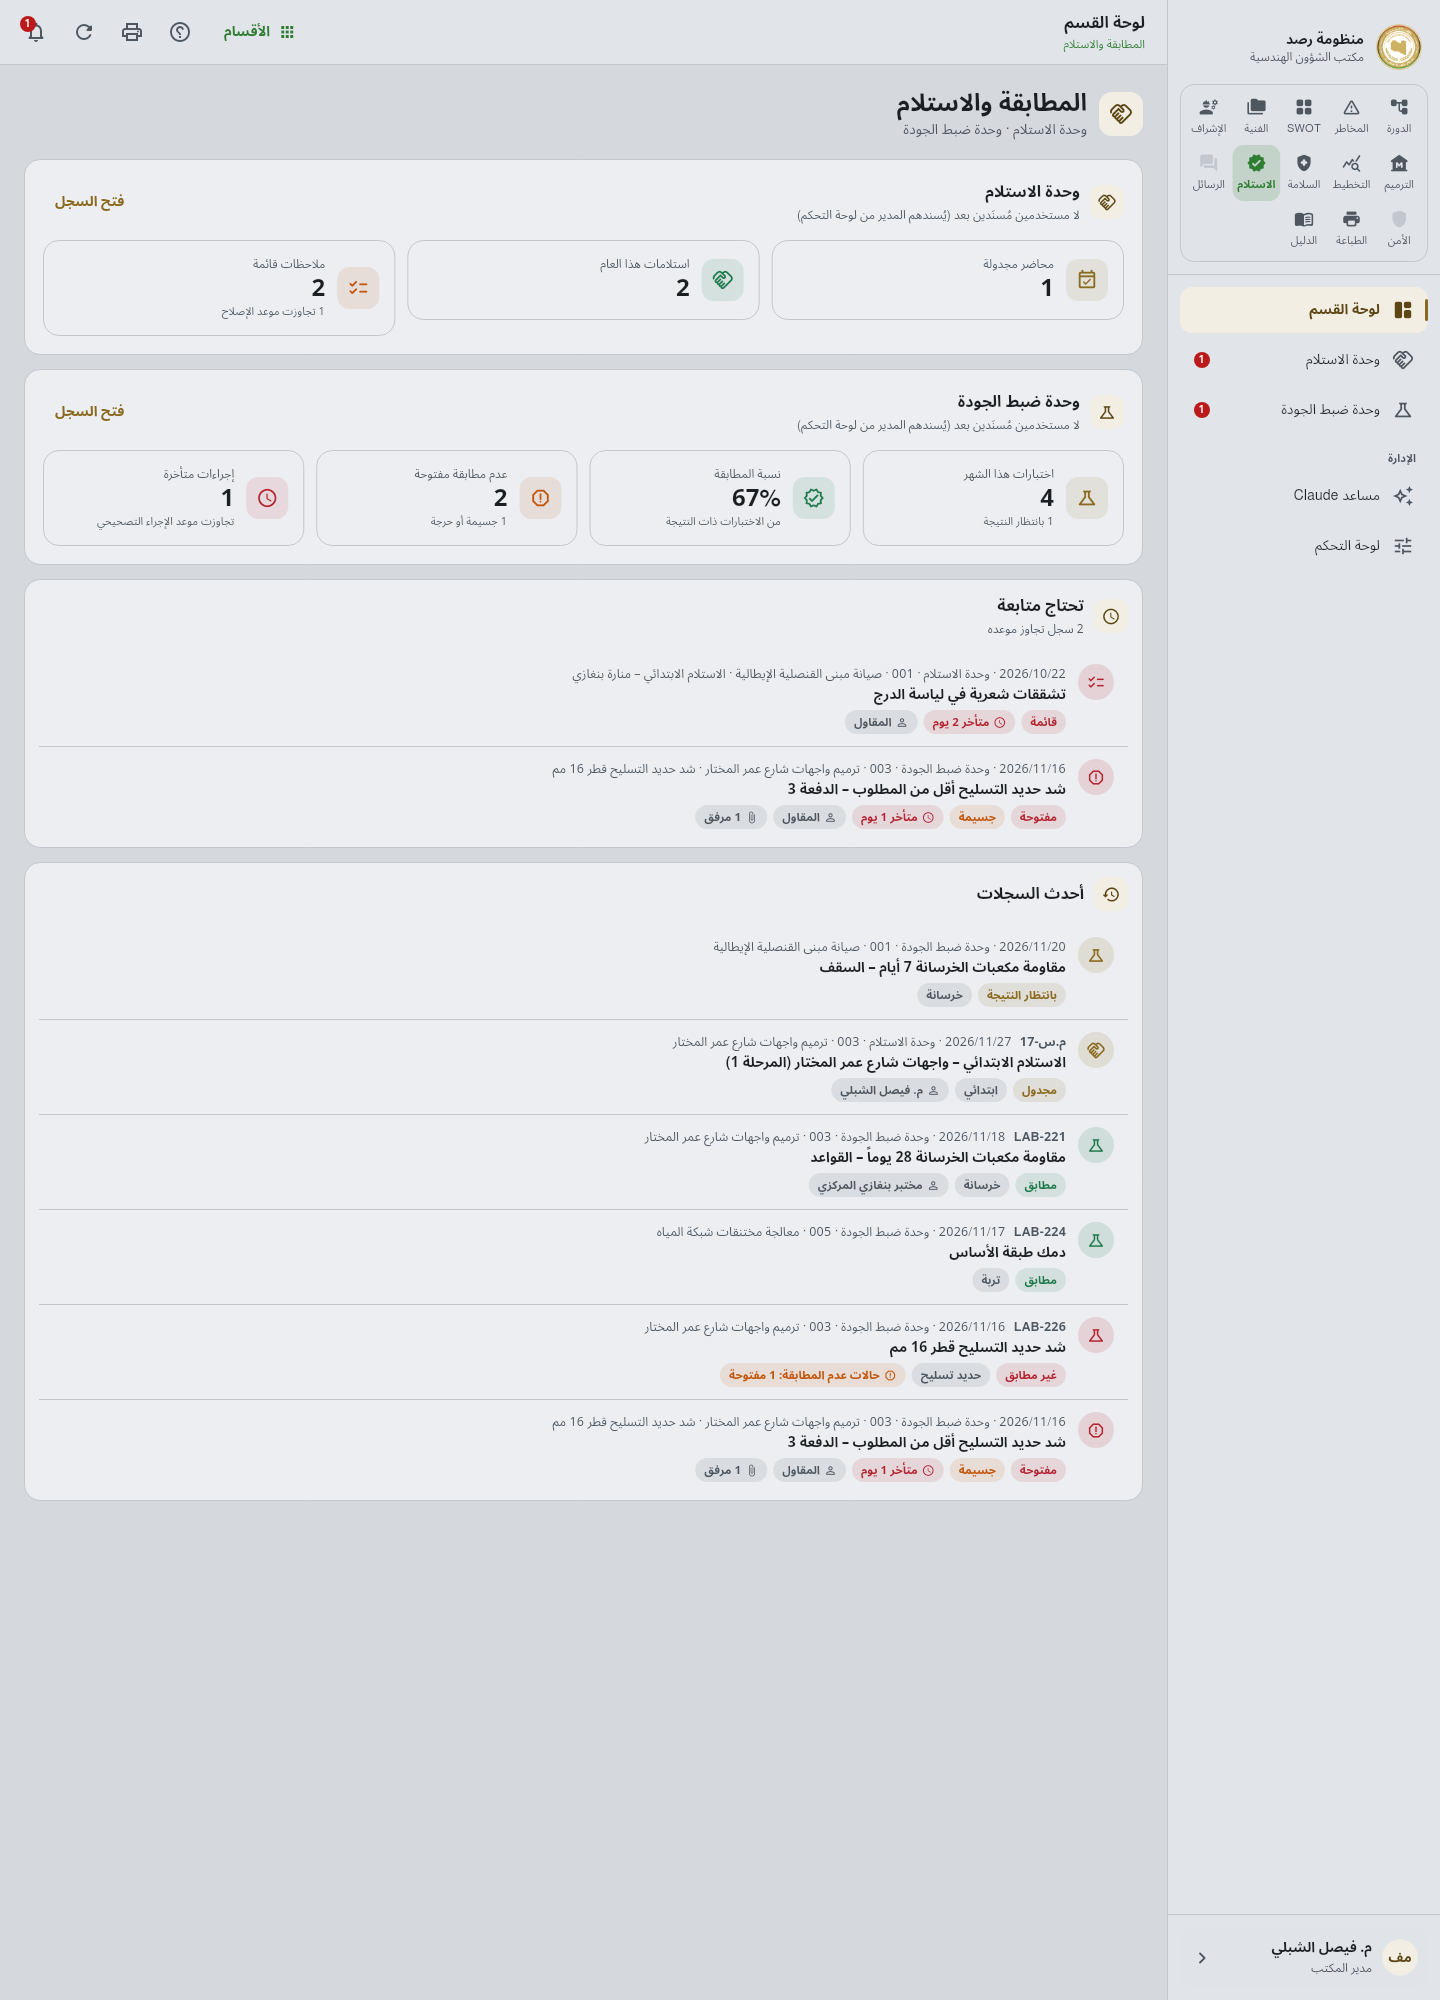 منظومة رصد
مكتب الشؤون الهندسية
الدورة
المخاطر
SWOT
الفنية
الإشراف
الترميم
التخطيط
السلامة
الاستلام
الرسائل
الأمن
الطباعة
الدليل
لوحة القسم
وحدة الاستلام
1
وحدة ضبط الجودة
1
الإدارة
مساعد Claude
لوحة التحكم
م. فيصل الشبلي
مدير المكتب
مف
لوحة القسم
المطابقة والاستلام
الأقسام
1
المطابقة والاستلام
وحدة الاستلام · وحدة ضبط الجودة
وحدة الاستلام
لا مستخدمين مُسنَدين بعد (يُسندهم المدير من لوحة التحكم)
فتح السجل
محاضر مجدولة
1
استلامات هذا العام
2
ملاحظات قائمة
2
1 تجاوزت موعد الإصلاح
وحدة ضبط الجودة
لا مستخدمين مُسنَدين بعد (يُسندهم المدير من لوحة التحكم)
فتح السجل
اختبارات هذا الشهر
4
1 بانتظار النتيجة
نسبة المطابقة
67%
من الاختبارات ذات النتيجة
عدم مطابقة مفتوحة
2
1 جسيمة أو حرجة
إجراءات متأخرة
1
تجاوزت موعد الإجراء التصحيحي
تحتاج متابعة
2 سجل تجاوز موعده
2026/10/22 · وحدة الاستلام · 001 · صيانة مبنى القنصلية الإيطالية · الاستلام الابتدائي – منارة بنغازي
تشققات شعرية في لياسة الدرج
قائمة
متأخر 2 يوم
المقاول
2026/11/16 · وحدة ضبط الجودة · 003 · ترميم واجهات شارع عمر المختار · شد حديد التسليح قطر 16 مم
شد حديد التسليح أقل من المطلوب – الدفعة 3
مفتوحة
جسيمة
متأخر 1 يوم
المقاول
1 مرفق
أحدث السجلات
2026/11/20 · وحدة ضبط الجودة · 001 · صيانة مبنى القنصلية الإيطالية
مقاومة مكعبات الخرسانة 7 أيام – السقف
بانتظار النتيجة
خرسانة
م.س-17 2026/11/27 · وحدة الاستلام · 003 · ترميم واجهات شارع عمر المختار
الاستلام الابتدائي – واجهات شارع عمر المختار (المرحلة 1)
مجدول
ابتدائي
م. فيصل الشبلي
LAB-221 2026/11/18 · وحدة ضبط الجودة · 003 · ترميم واجهات شارع عمر المختار
مقاومة مكعبات الخرسانة 28 يوماً – القواعد
مطابق
خرسانة
مختبر بنغازي المركزي
LAB-224 2026/11/17 · وحدة ضبط الجودة · 005 · معالجة مختنقات شبكة المياه
دمك طبقة الأساس
مطابق
تربة
LAB-226 2026/11/16 · وحدة ضبط الجودة · 003 · ترميم واجهات شارع عمر المختار
شد حديد التسليح قطر 16 مم
غير مطابق
حديد تسليح
حالات عدم المطابقة: 1 مفتوحة
2026/11/16 · وحدة ضبط الجودة · 003 · ترميم واجهات شارع عمر المختار · شد حديد التسليح قطر 16 مم
شد حديد التسليح أقل من المطلوب – الدفعة 3
مفتوحة
جسيمة
متأخر 1 يوم
المقاول
1 مرفق